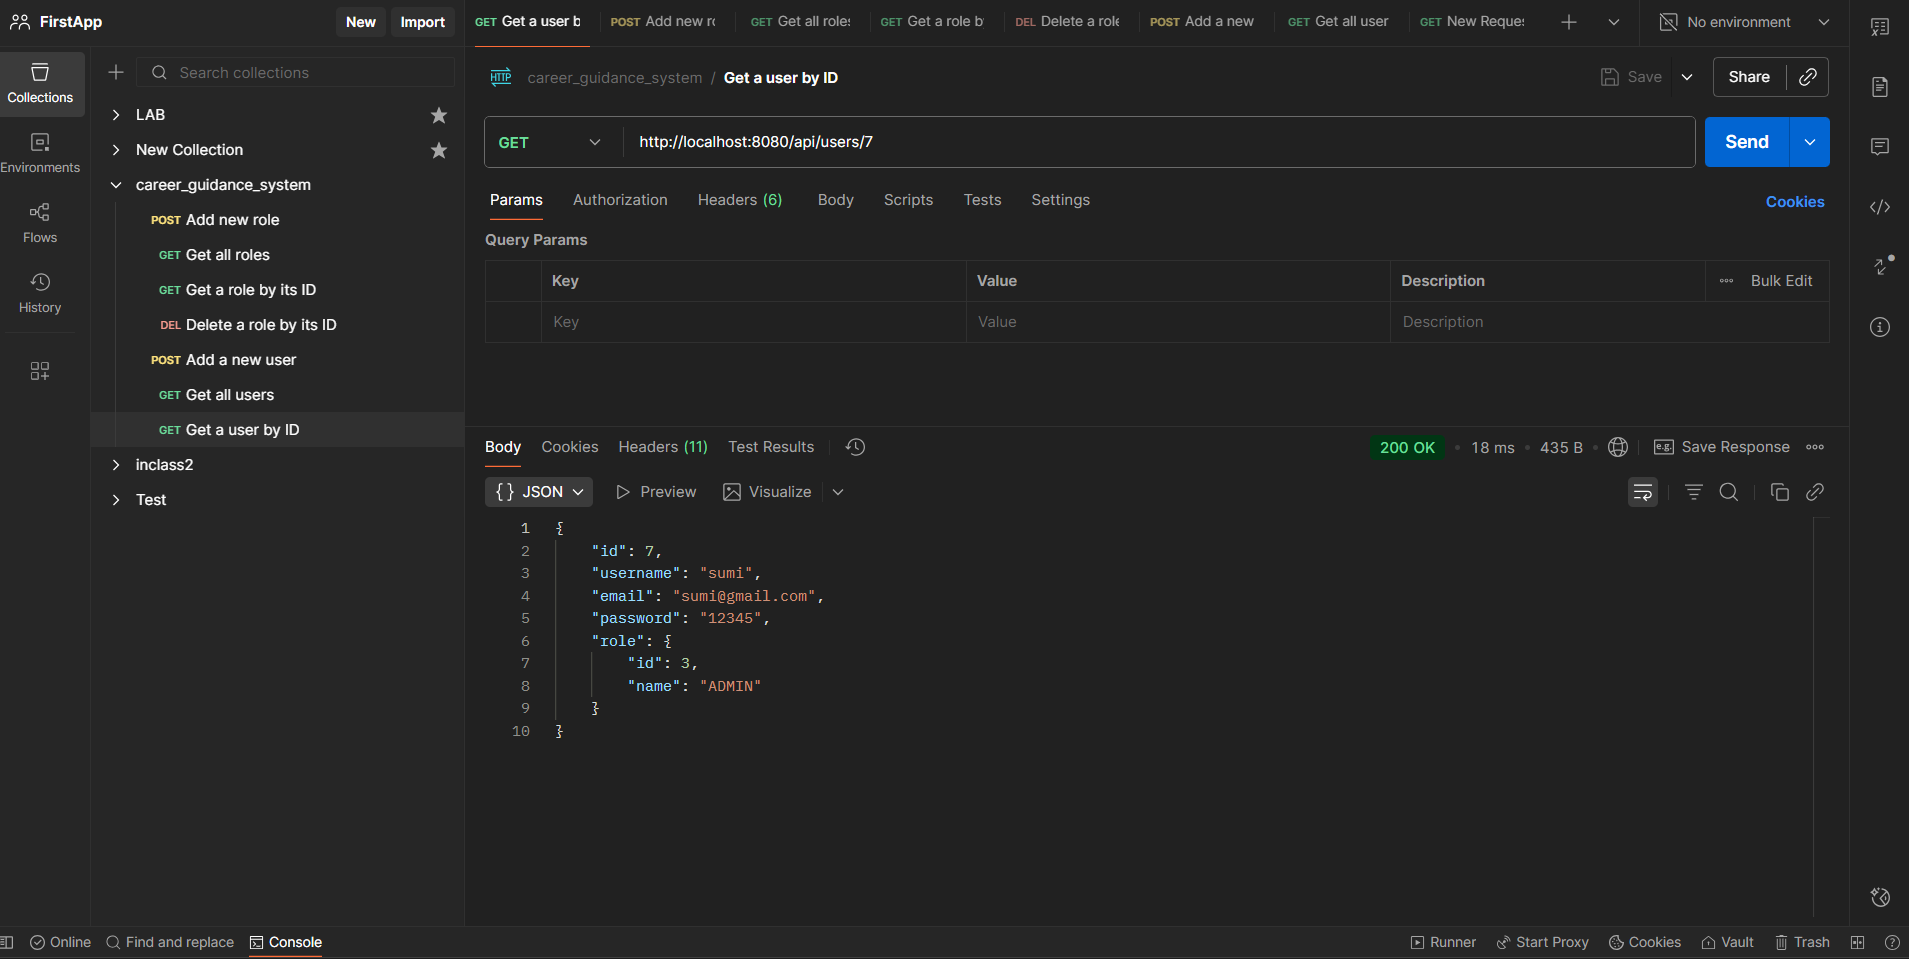 FirstApp
New
Import
GET Get a user b
POST Add new ro
GET Get all roles
GET Get a role by
DEL Delete a role
POST Add a new
GET Get all user
GET New Reques
No environment
Collections
Environments
Flows
History
Search collections
LAB
New Collection
career_guidance_system
POST Add new role
GET Get all roles
GET Get a role by its ID
DEL Delete a role by its ID
POST Add a new user
GET Get all users
GET Get a user by ID
inclass2
Test
HTTP career_guidance_system / Get a user by ID
Save
Share
GET http://localhost:8080/api/users/7
Send
Params Authorization Headers (6) Body Scripts Tests Settings
Cookies
Query Params
Key Value Description Bulk Edit
Key Value Description
Body Cookies Headers (11) Test Results
200 OK • 18 ms • 435 B
e.g. Save Response
{} JSON Preview Visualize
1 {
2 "id": 7,
3 "username": "sumi",
4 "email": "sumi@gmail.com",
5 "password": "12345",
6 "role": {
7 "id": 3,
8 "name": "ADMIN"
9 }
10 }
Online Find and replace Console
Runner Start Proxy Cookies Vault Trash